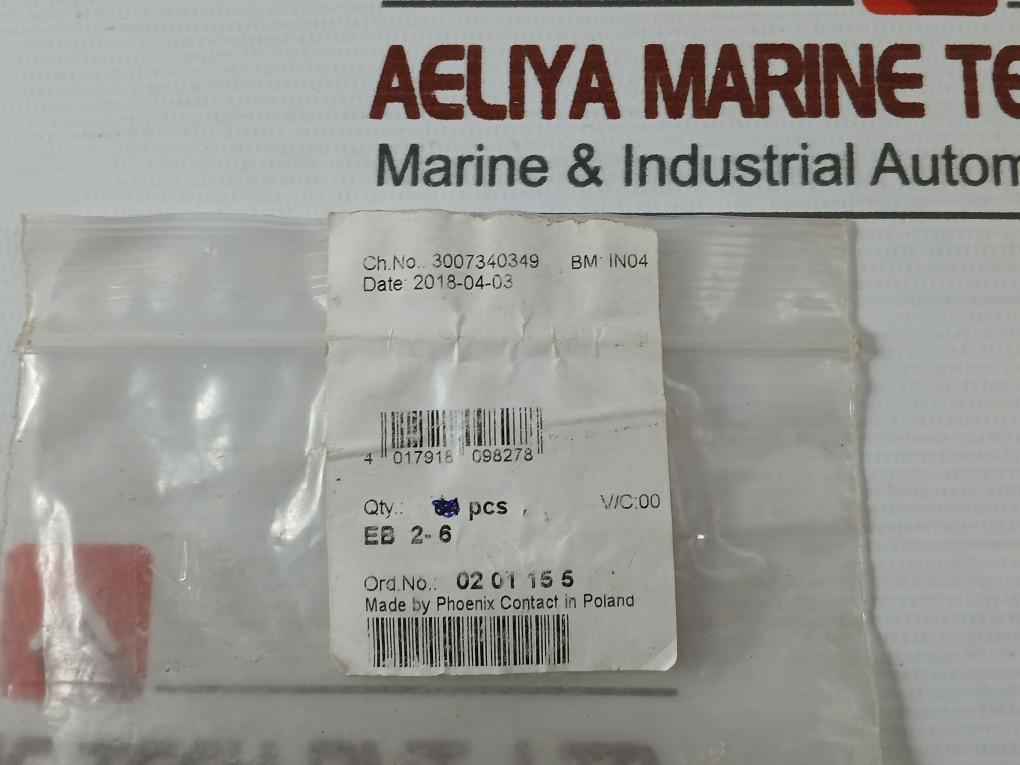 AELIYA MARINE TE
Marine & Industrial Autom
Ch.No.: 3007340349 BM: IN04
Date: 2018-04-03
4 017918 098278
Qty.: pcs V/C:00
EB 2- 6
Ord.No.: 02 01 15 5
Made by Phoenix Contact in Poland